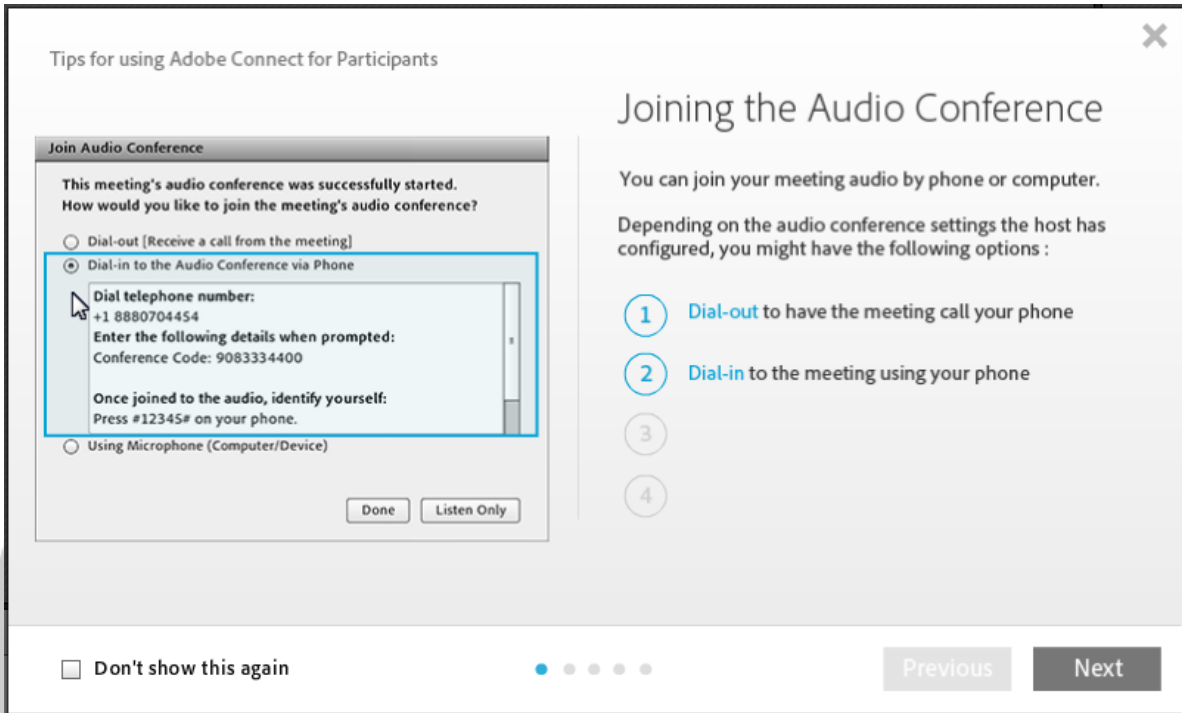 Tips for using Adobe Connect for Participants
Join Audio Conference
This meeting's audio conference was successfully started.
How would you like to join the meeting's audio conference?
Dial-out [Receive a call from the meeting]
Dial-in to the Audio Conference via Phone
Dial telephone number:
+1 8880704454
Enter the following details when prompted:
Conference Code: 9083334400
Once joined to the audio, identify yourself:
Press #12345# on your phone.
Using Microphone (Computer/Device)
Done
Listen Only
Joining the Audio Conference
You can join your meeting audio by phone or computer.
Depending on the audio conference settings the host has
configured, you might have the following options :
1 Dial-out to have the meeting call your phone
2 Dial-in to the meeting using your phone
3
4
Don't show this again
Previous
Next